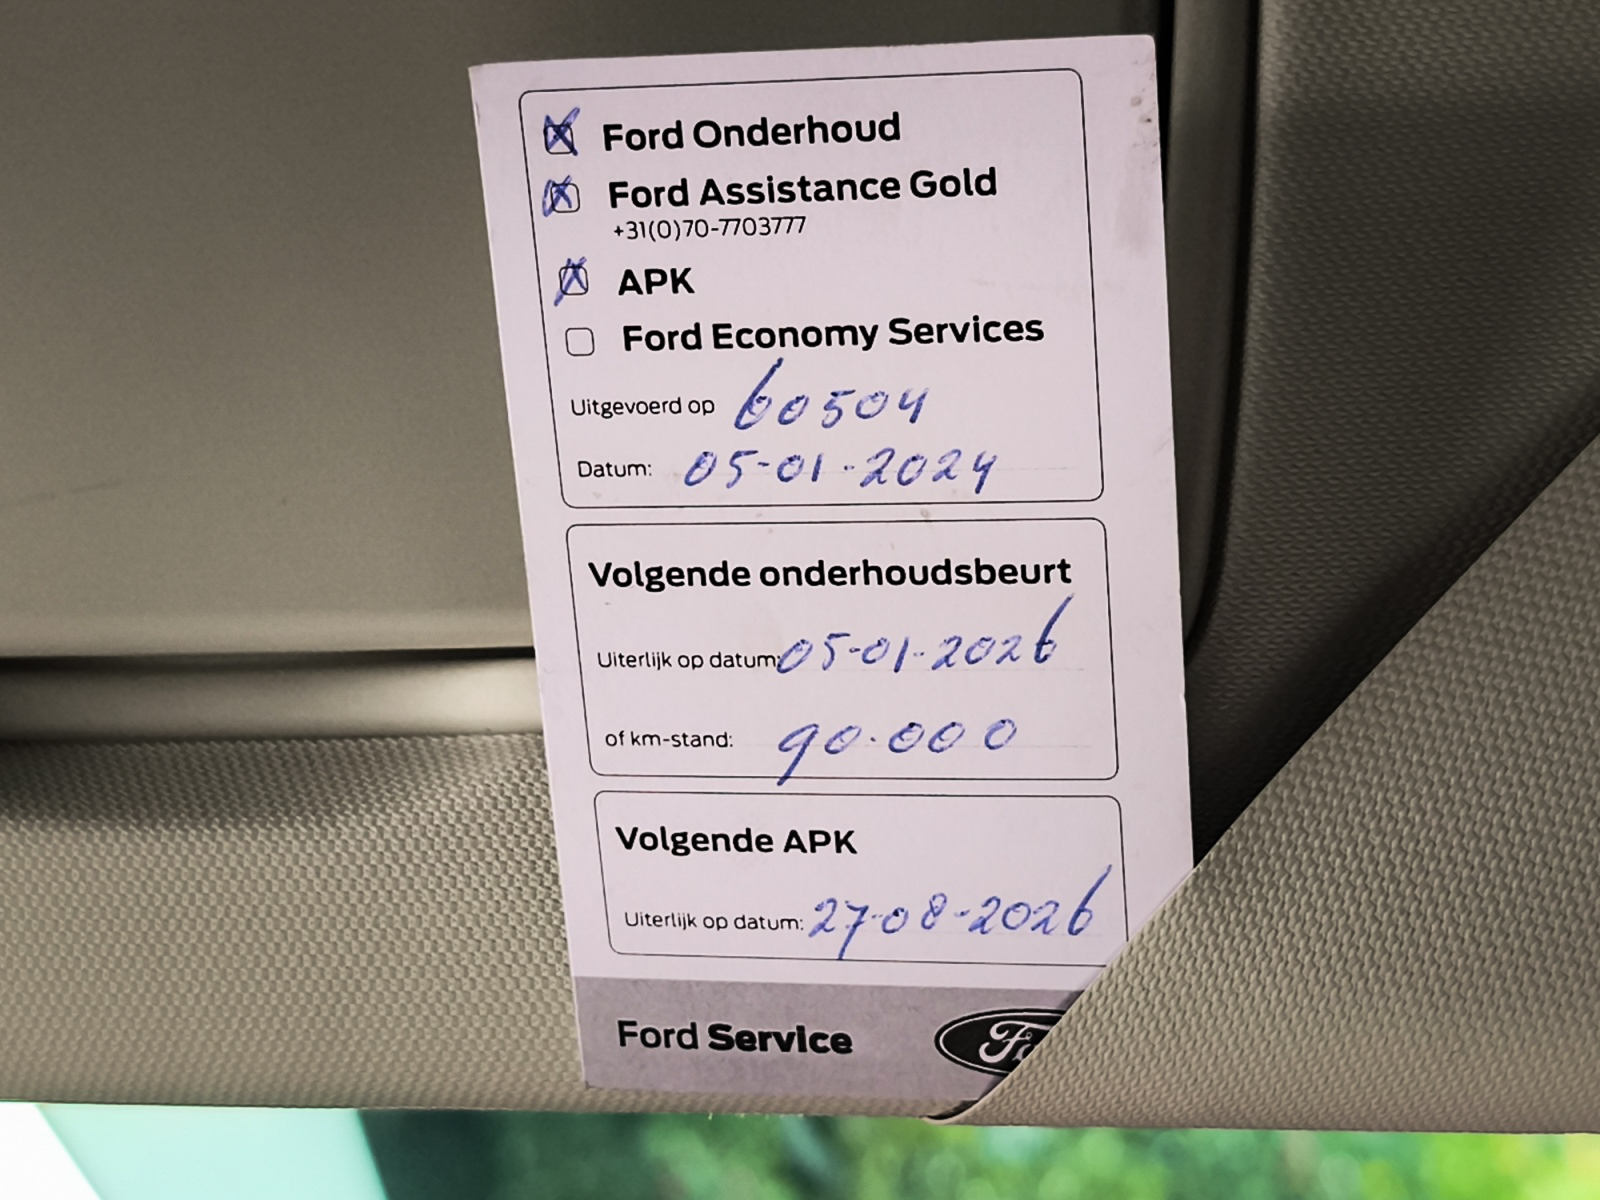 Ford Onderhoud
Ford Assistance Gold
+31(0)70-7703777
APK
Ford Economy Services
Uitgevoerd op 60504
Datum: 05-01-2024
Volgende onderhoudsbeurt
Uiterlijk op datum: 05-01-2026
of km-stand: 90.000
Volgende APK
Uiterlijk op datum: 27-08-2026
Ford Service